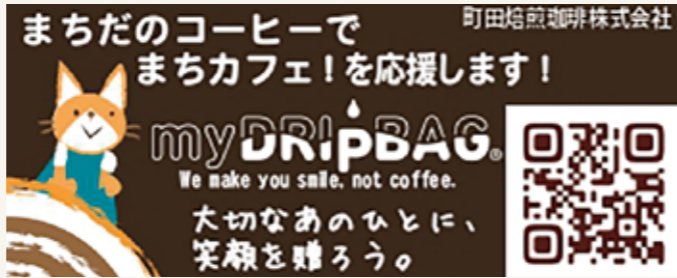 町田焙煎珈琲株式会社
まちだのコーヒーで
まちカフェ！を応援します！
myDRIPBAG®
We make you smile, not coffee.
大切なあのひとに、
笑顔を贈ろう。